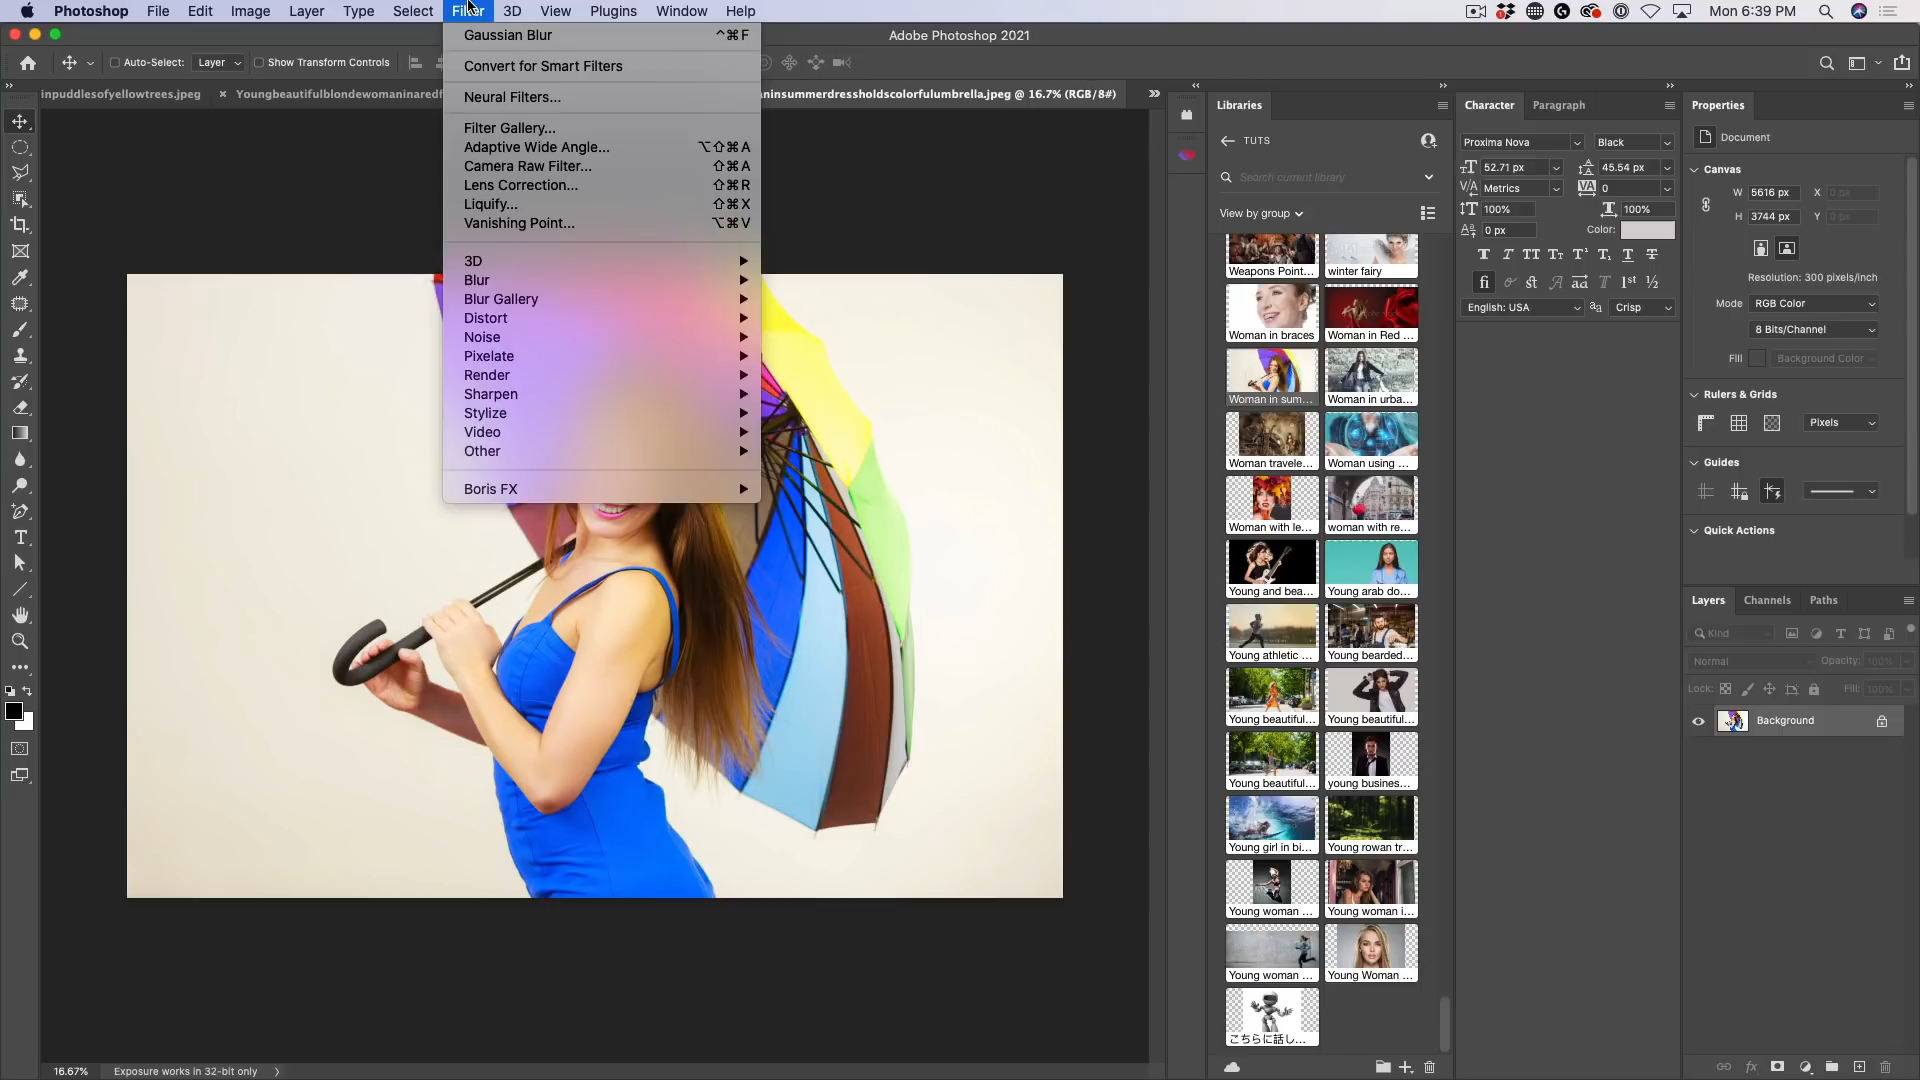 Photoshop File Edit Image Layer Type Select Filter 3D View Plugins Window Help
Mon 6:39 PM
Adobe Photoshop 2021
Auto-Select: Layer Show Transform Controls
inpuddlesofyellowtrees.jpeg
Youngbeautifulblondewomaninaredf
aninsummerdressholdscolorfulumbrella.jpeg @ 16.7% (RGB/8#)
Gaussian Blur ⌃⌘F
Convert for Smart Filters
Neural Filters...
Filter Gallery...
Adaptive Wide Angle... ⌥⇧⌘A
Camera Raw Filter... ⇧⌘A
Lens Correction... ⇧⌘R
Liquify... ⇧⌘X
Vanishing Point... ⌥⌘V
3D
Blur
Blur Gallery
Distort
Noise
Pixelate
Render
Sharpen
Stylize
Video
Other
Boris FX
16.67% Exposure works in 32-bit only
Libraries
TUTS
Search current library
View by group
Weapons Point... winter fairy
Woman in braces Woman in Red ...
Woman in sum... Woman in urba...
Woman travele... Woman using ...
Woman with le... woman with re...
Young and bea... Young arab do...
Young athletic ... Young bearded...
Young beautiful... Young beautiful...
Young beautiful... young busines...
Young girl in bi... Young rowan tr...
Young woman ... Young woman i...
Young woman ... Young Woman ...
こちらに話し...
Character Paragraph
Proxima Nova Black
52.71 px 45.54 px
Metrics 0
100% 100%
0 px Color:
English: USA Crisp
Properties
Document
Canvas
W 5616 px X 0 px
H 3744 px Y 0 px
Resolution: 300 pixels/inch
Mode RGB Color
8 Bits/Channel
Fill Background Color
Rulers & Grids
Pixels
Guides
Quick Actions
Layers Channels Paths
Kind
Normal Opacity: 100%
Lock: Fill: 100%
Background